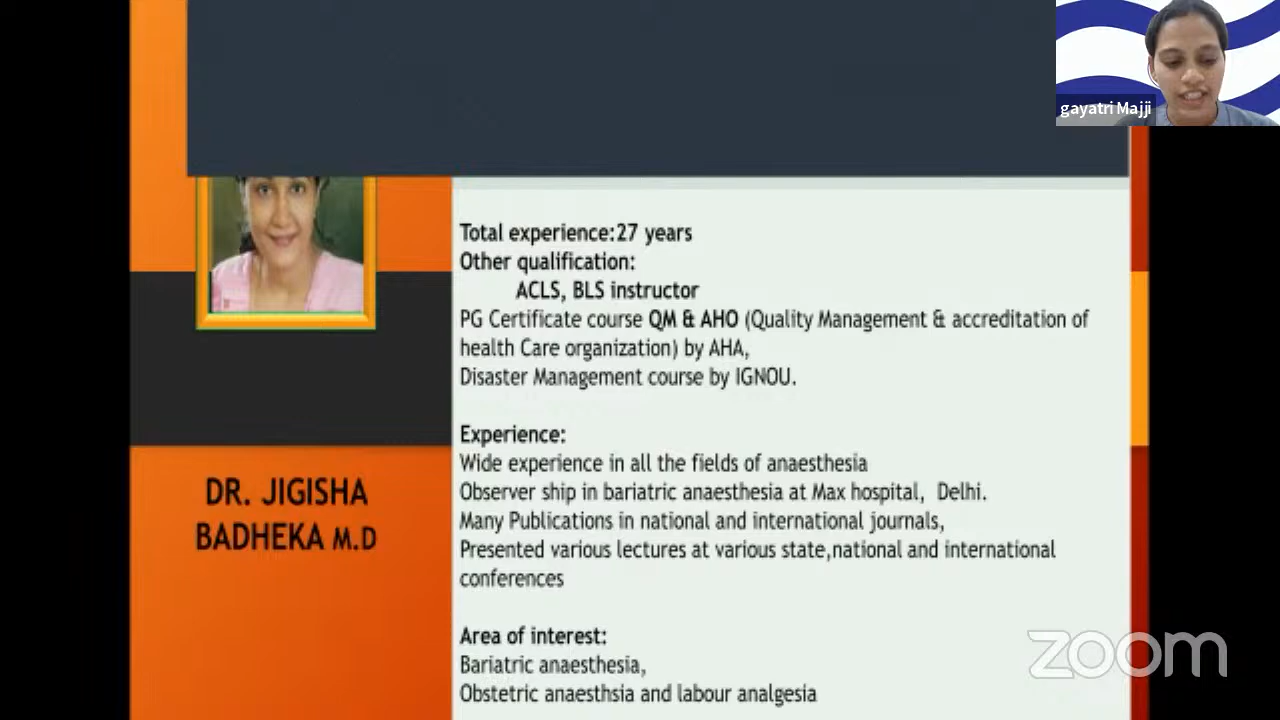 gayatri Majji
Total experience:27 years
Other qualification:
ACLS, BLS instructor
PG Certificate course QM & AHO (Quality Management & accreditation of
health Care organization) by AHA,
Disaster Management course by IGNOU.
Experience:
Wide experience in all the fields of anaesthesia
Observer ship in bariatric anaesthesia at Max hospital, Delhi.
Many Publications in national and international journals,
Presented various lectures at various state,national and international
conferences
Area of interest:
Bariatric anaesthesia,
Obstetric anaesthsia and labour analgesia
DR. JIGISHA
BADHEKA M.D
zoom